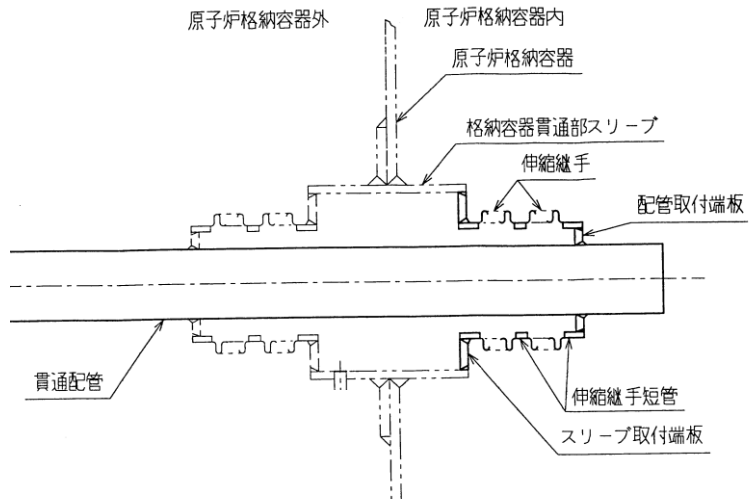 原子炉格納容器外
原子炉格納容器内
原子炉格納容器
格納容器貫通部スリーブ
伸縮継手
配管取付端板
貫通配管
伸縮継手短管
スリーブ取付端板